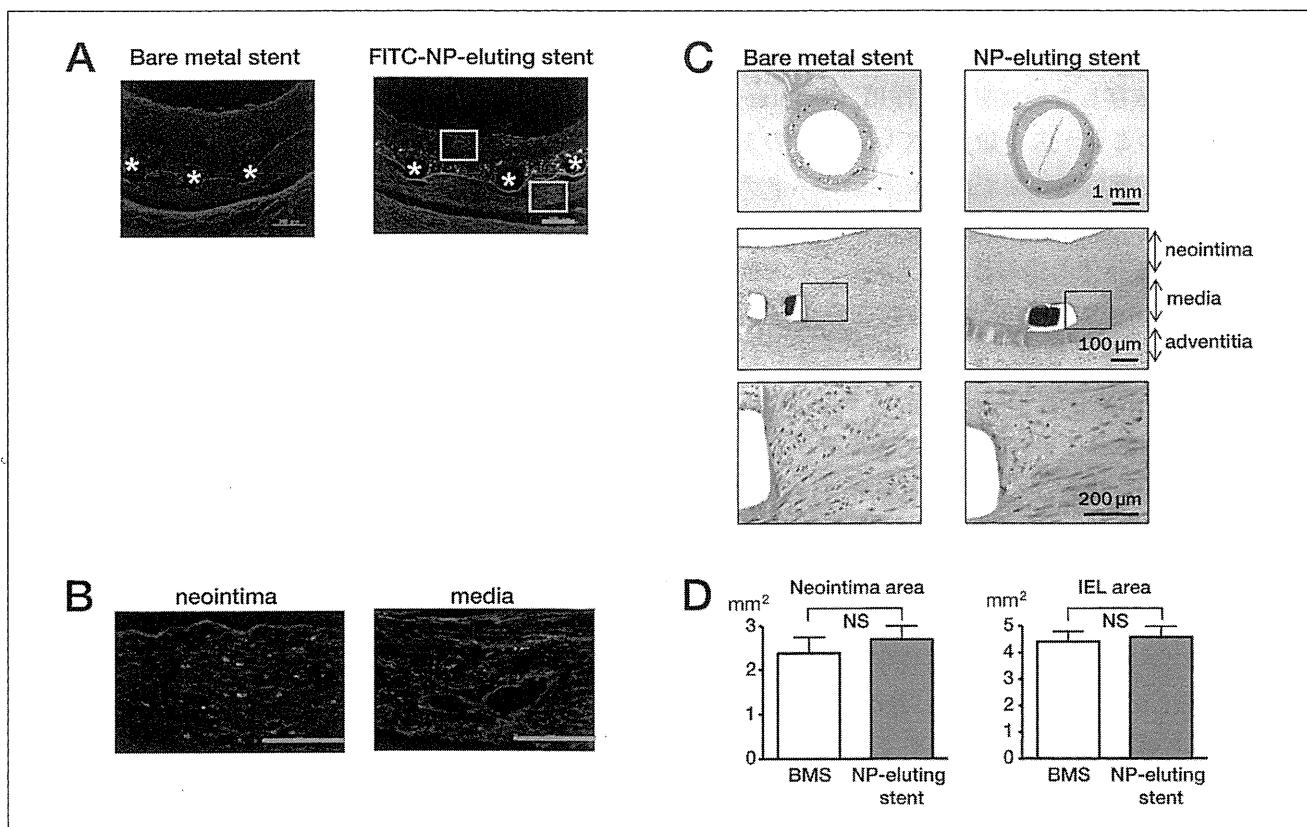 A
Bare metal stent
FITC-NP-eluting stent
*
*
*
*
*
*
B
neointima
media
C
Bare metal stent
NP-eluting stent
1 mm
neointima
media
100 µm
adventitia
200 µm
D
Neointima area
mm²
NS
3
2
1
0
BMS
NP-eluting
stent
IEL area
mm²
NS
5
4
3
2
1
0
BMS
NP-eluting
stent